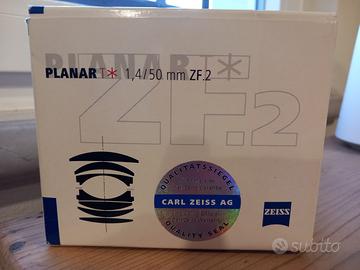 PLANAR T*
PLANAR T* 1,4/50 mm ZF.2
ZF.2
QUALITÄTSSIEGEL
CARL ZEISS AG
QUALITY SEAL
ZEISS
subito